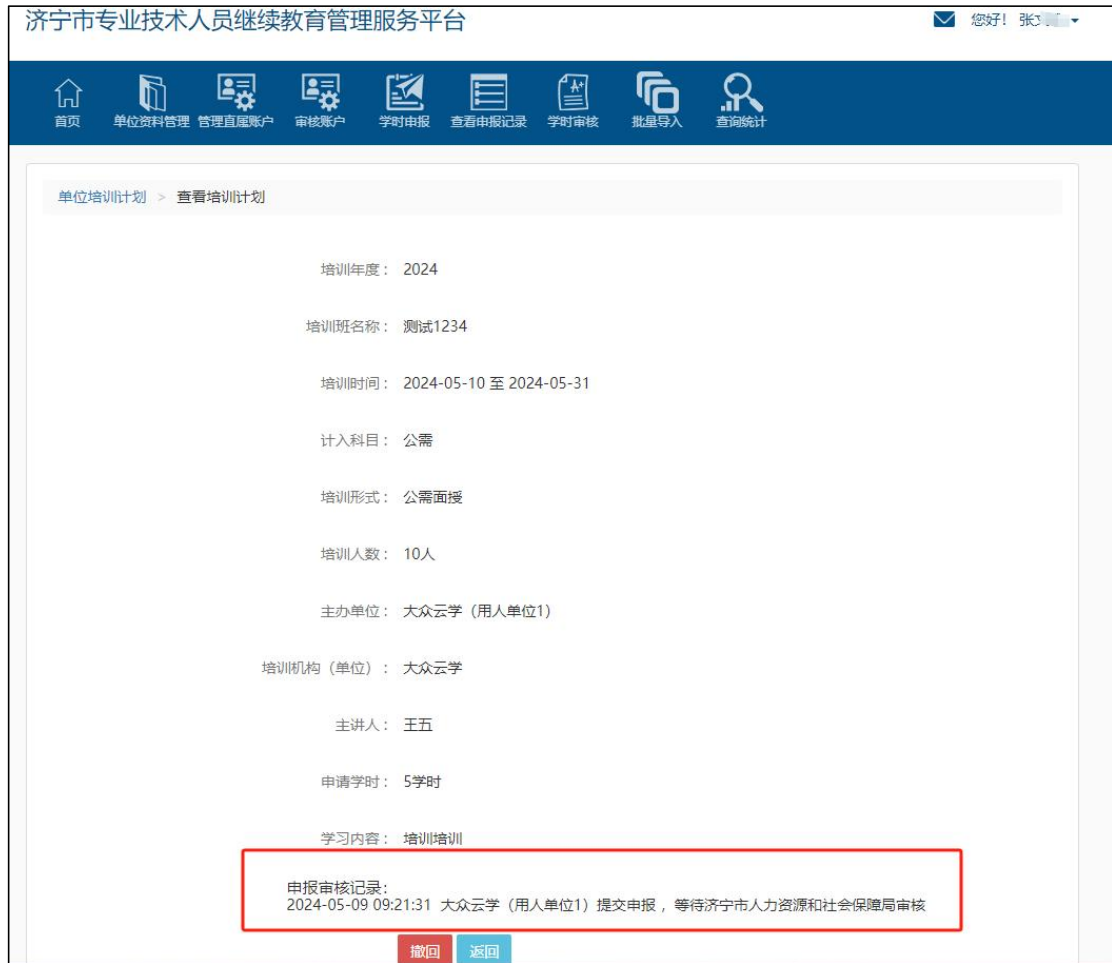 济宁市专业技术人员继续教育管理服务平台
您好！ 张
首页 单位资料管理 管理直属账户 审核账户 学时申报 查看申报记录 学时审核 批量导入 查询统计
单位培训计划 > 查看培训计划
培训年度： 2024
培训班名称： 测试1234
培训时间： 2024-05-10 至 2024-05-31
计入科目： 公需
培训形式： 公需面授
培训人数： 10人
主办单位： 大众云学（用人单位1）
培训机构（单位）： 大众云学
主讲人： 王五
申请学时： 5学时
学习内容： 培训培训
申报审核记录：
2024-05-09 09:21:31 大众云学（用人单位1）提交申报，等待济宁市人力资源和社会保障局审核
撤回 返回